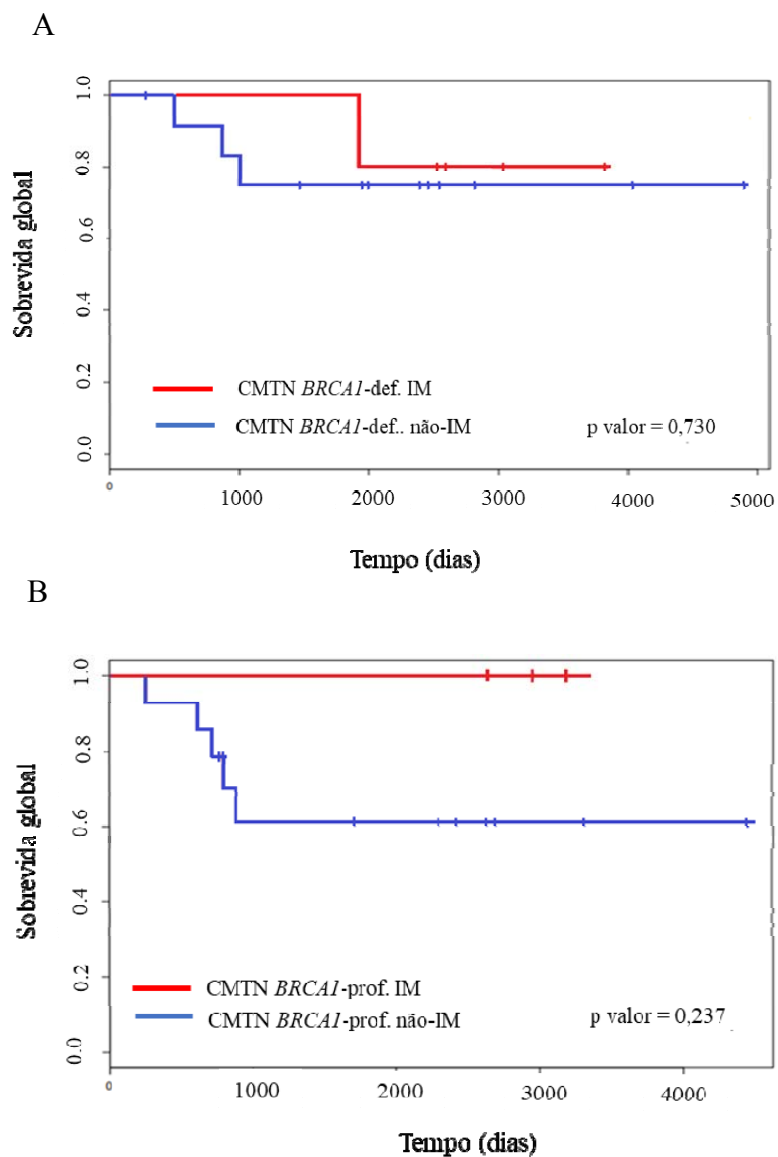 A
Sobrevida global
1.0
0.8
0.6
0.4
0.2
0.0
CMTN BRCA1-def. IM
CMTN BRCA1-def.. não-IM
p valor = 0,730
0 1000 2000 3000 4000 5000
Tempo (dias)
B
Sobrevida global
1.0
0.8
0.6
0.4
0.2
0.0
CMTN BRCA1-prof. IM
CMTN BRCA1-prof. não-IM
p valor = 0,237
0 1000 2000 3000 4000
Tempo (dias)